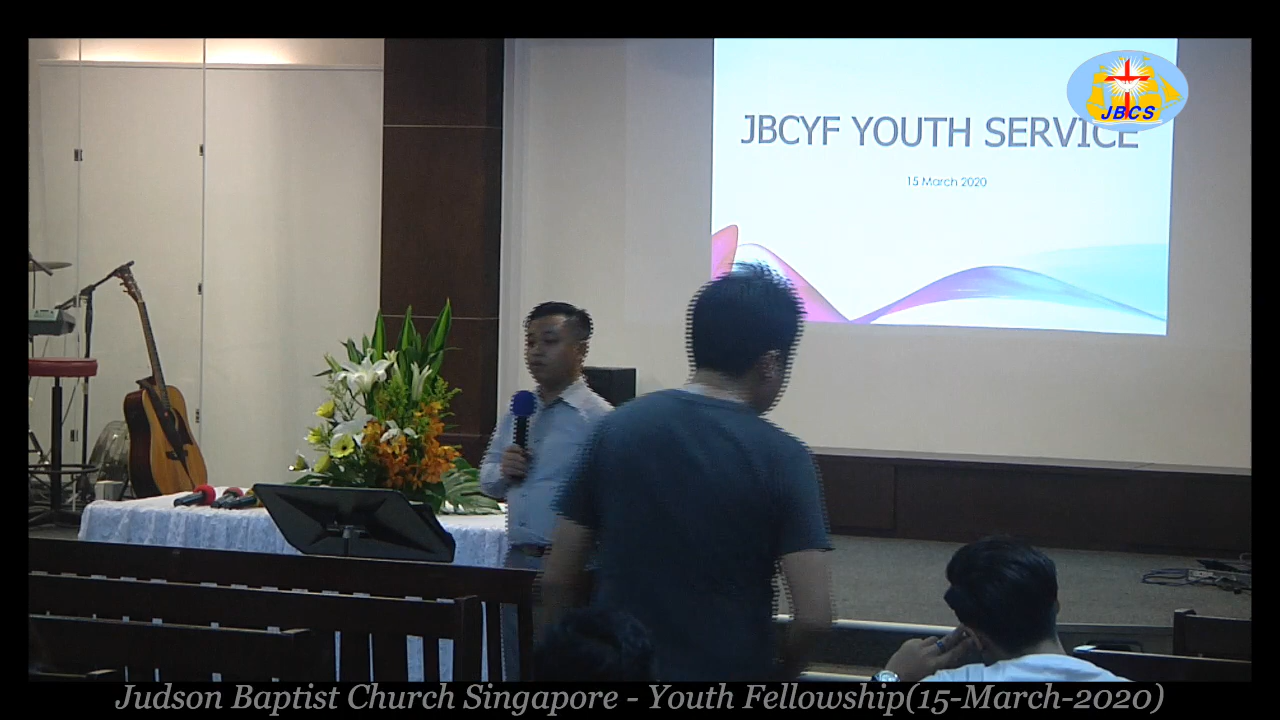 JBCYF YOUTH SERVICE
15 March 2020
JBCS
Judson Baptist Church Singapore - Youth Fellowship(15-March-2020)